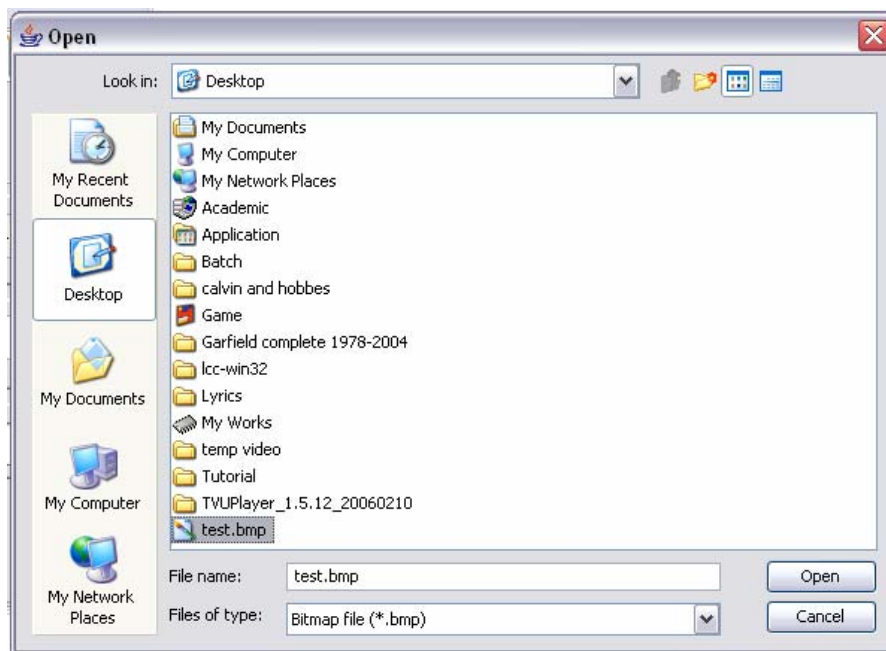 Open
Look in:
Desktop
My Recent
Documents
Desktop
My Documents
My Computer
My Network
Places
My Documents
My Computer
My Network Places
Academic
Application
Batch
calvin and hobbes
Game
Garfield complete 1978-2004
lcc-win32
Lyrics
My Works
temp video
Tutorial
TVUPlayer_1.5.12_20060210
test.bmp
File name:
test.bmp
Open
Files of type:
Bitmap file (*.bmp)
Cancel